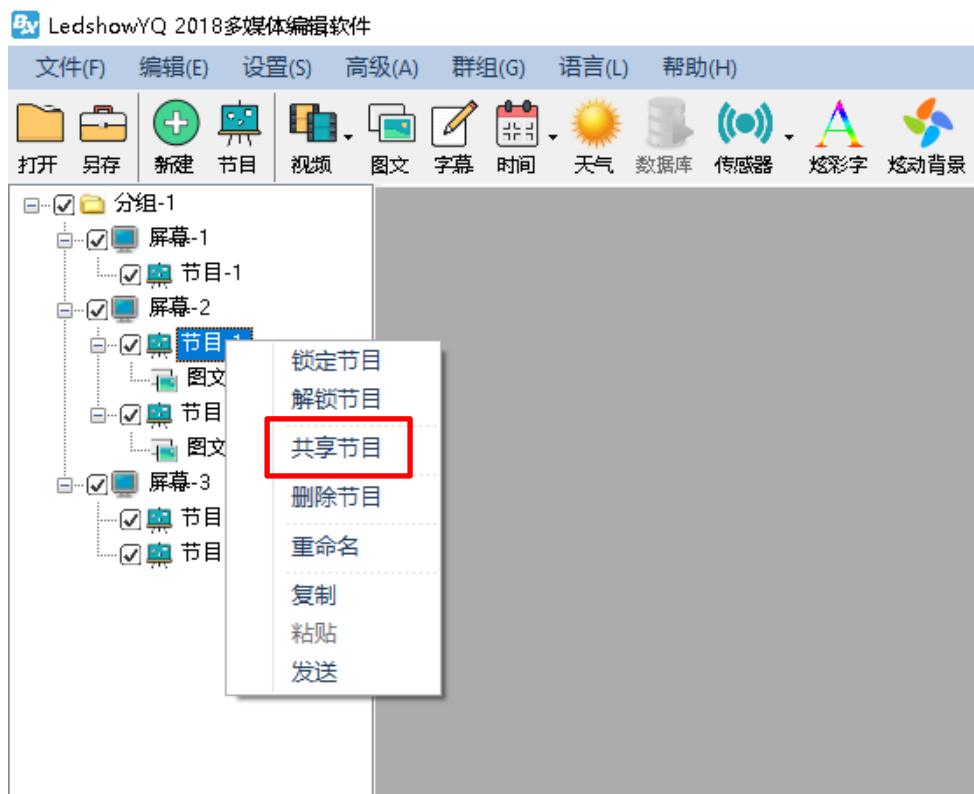 LedshowYQ 2018多媒体编辑软件
文件(F) 编辑(E) 设置(S) 高级(A) 群组(G) 语言(L) 帮助(H)
打开 另存 新建 节目 视频 图文 字幕 时间 天气 数据库 传感器 炫彩字 炫动背景
分组-1
屏幕-1
节目-1
屏幕-2
节目-1
图文
节目
图文
屏幕-3
节目
节目
锁定节目
解锁节目
共享节目
删除节目
重命名
复制
粘贴
发送